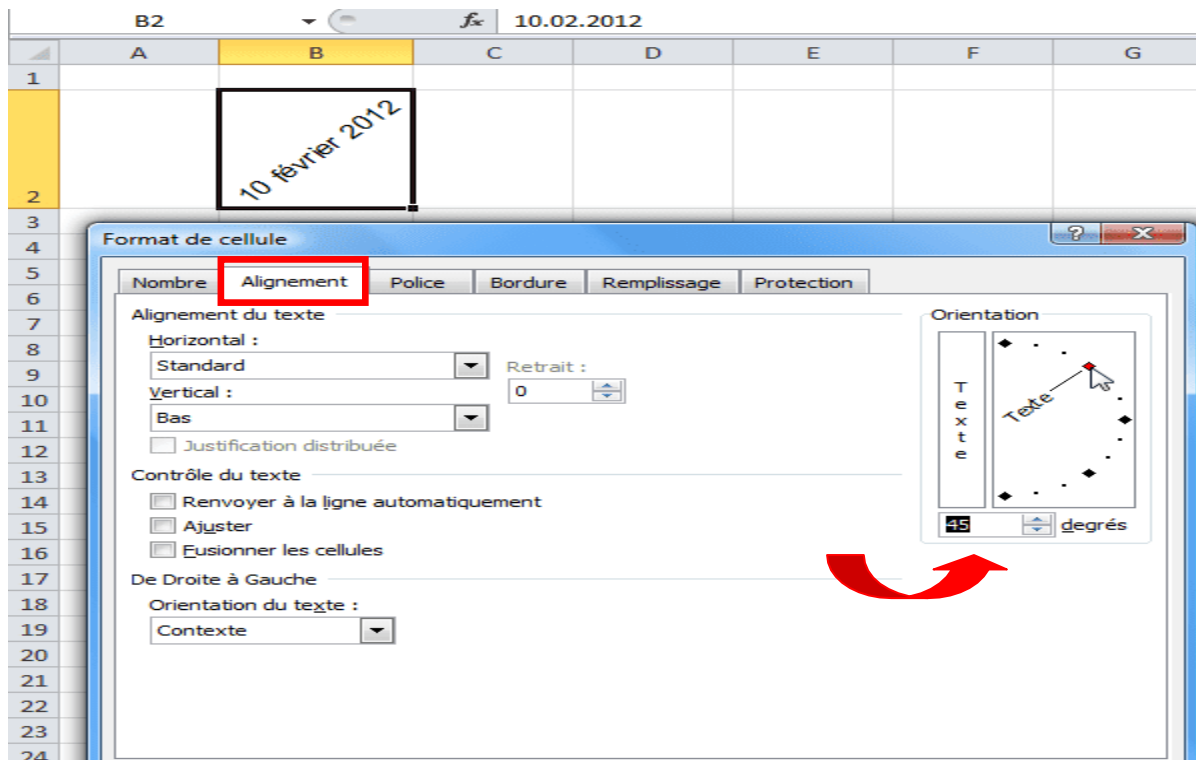 B2 fx 10.02.2012
A B C D E F G
1
10 février 2012
2
3
4
Format de cellule ?
5
Nombre Alignement Police Bordure Remplissage Protection
6
7
Alignement du texte Orientation
8
Horizontal :
9
Standard Retrait :
10
Vertical : 0
11
Bas
12
Justification distribuée
Texte
Texte
13
Contrôle du texte
14
Renvoyer à la ligne automatiquement
15
Ajuster 45 degrés
16
Fusionner les cellules
17
De Droite à Gauche
18
Orientation du texte :
19
Contexte
20
21
22
23
24